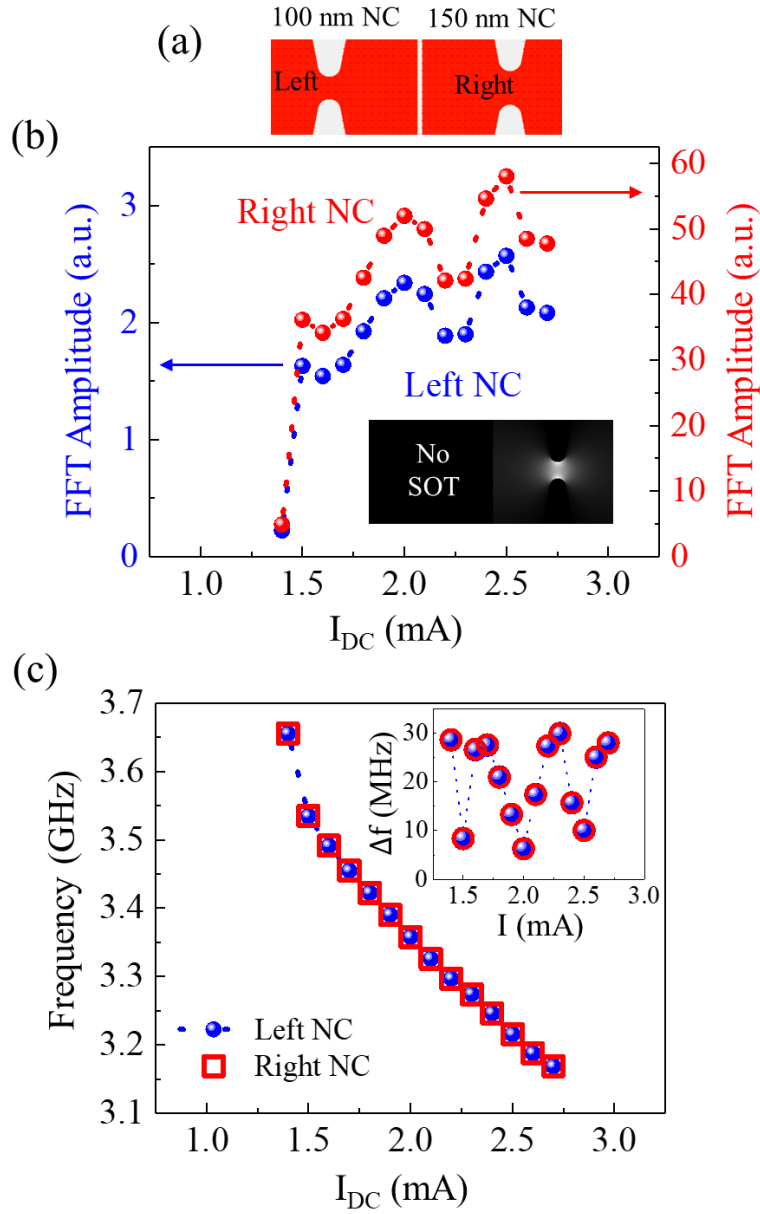 100 nm NC 150 nm NC
(a)
Left Right
(b)
FFT Amplitude (a.u.)
3
2
1
0
Right NC
Left NC
No
SOT
60
50
40
30
20
10
0
FFT Amplitude (a.u.)
1.0 1.5 2.0 2.5 3.0
I_DC (mA)
(c)
Frequency (GHz)
3.7
3.6
3.5
3.4
3.3
3.2
3.1
Left NC
Right NC
Δf (MHz)
30
20
10
0
1.5 2.0 2.5 3.0
I (mA)
1.0 1.5 2.0 2.5 3.0
I_DC (mA)